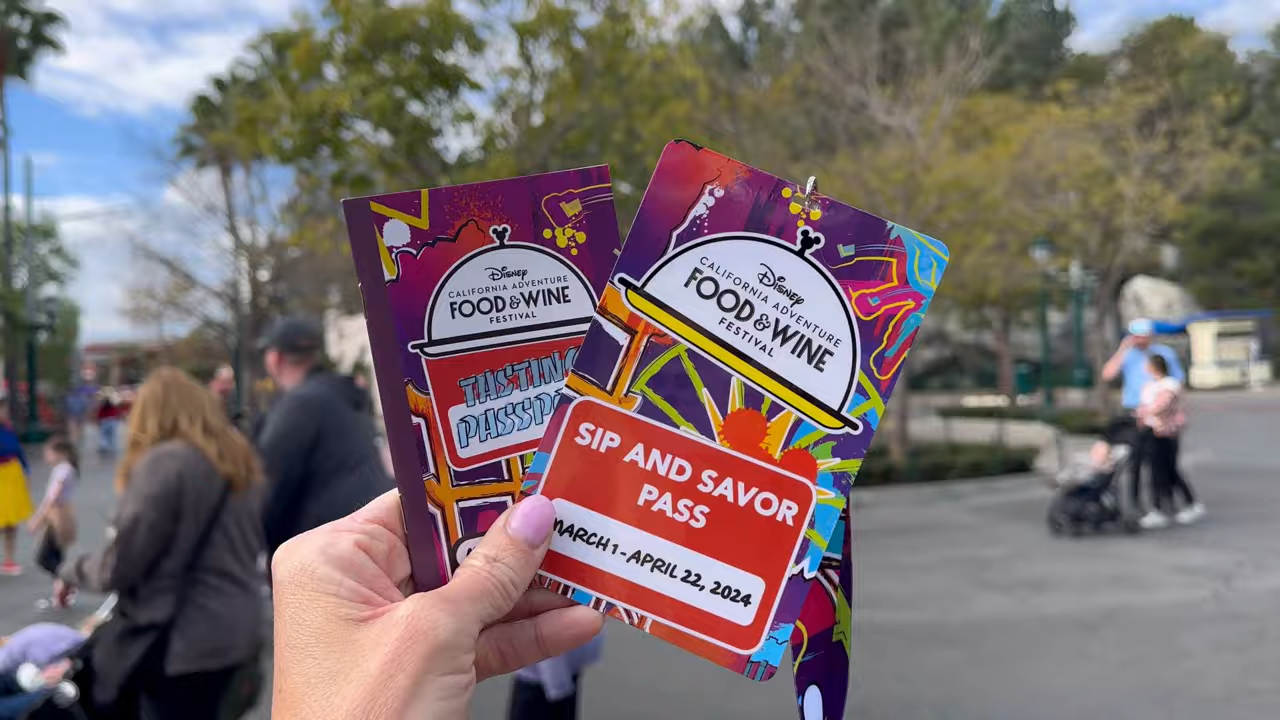 Disney
CALIFORNIA ADVENTURE
FOOD & WINE
FESTIVAL
TASTING
Disney
CALIFORNIA ADVENTURE
FOOD & WINE
FESTIVAL
SIP AND SAVOR
PASS
MARCH 1 - APRIL 22, 2024